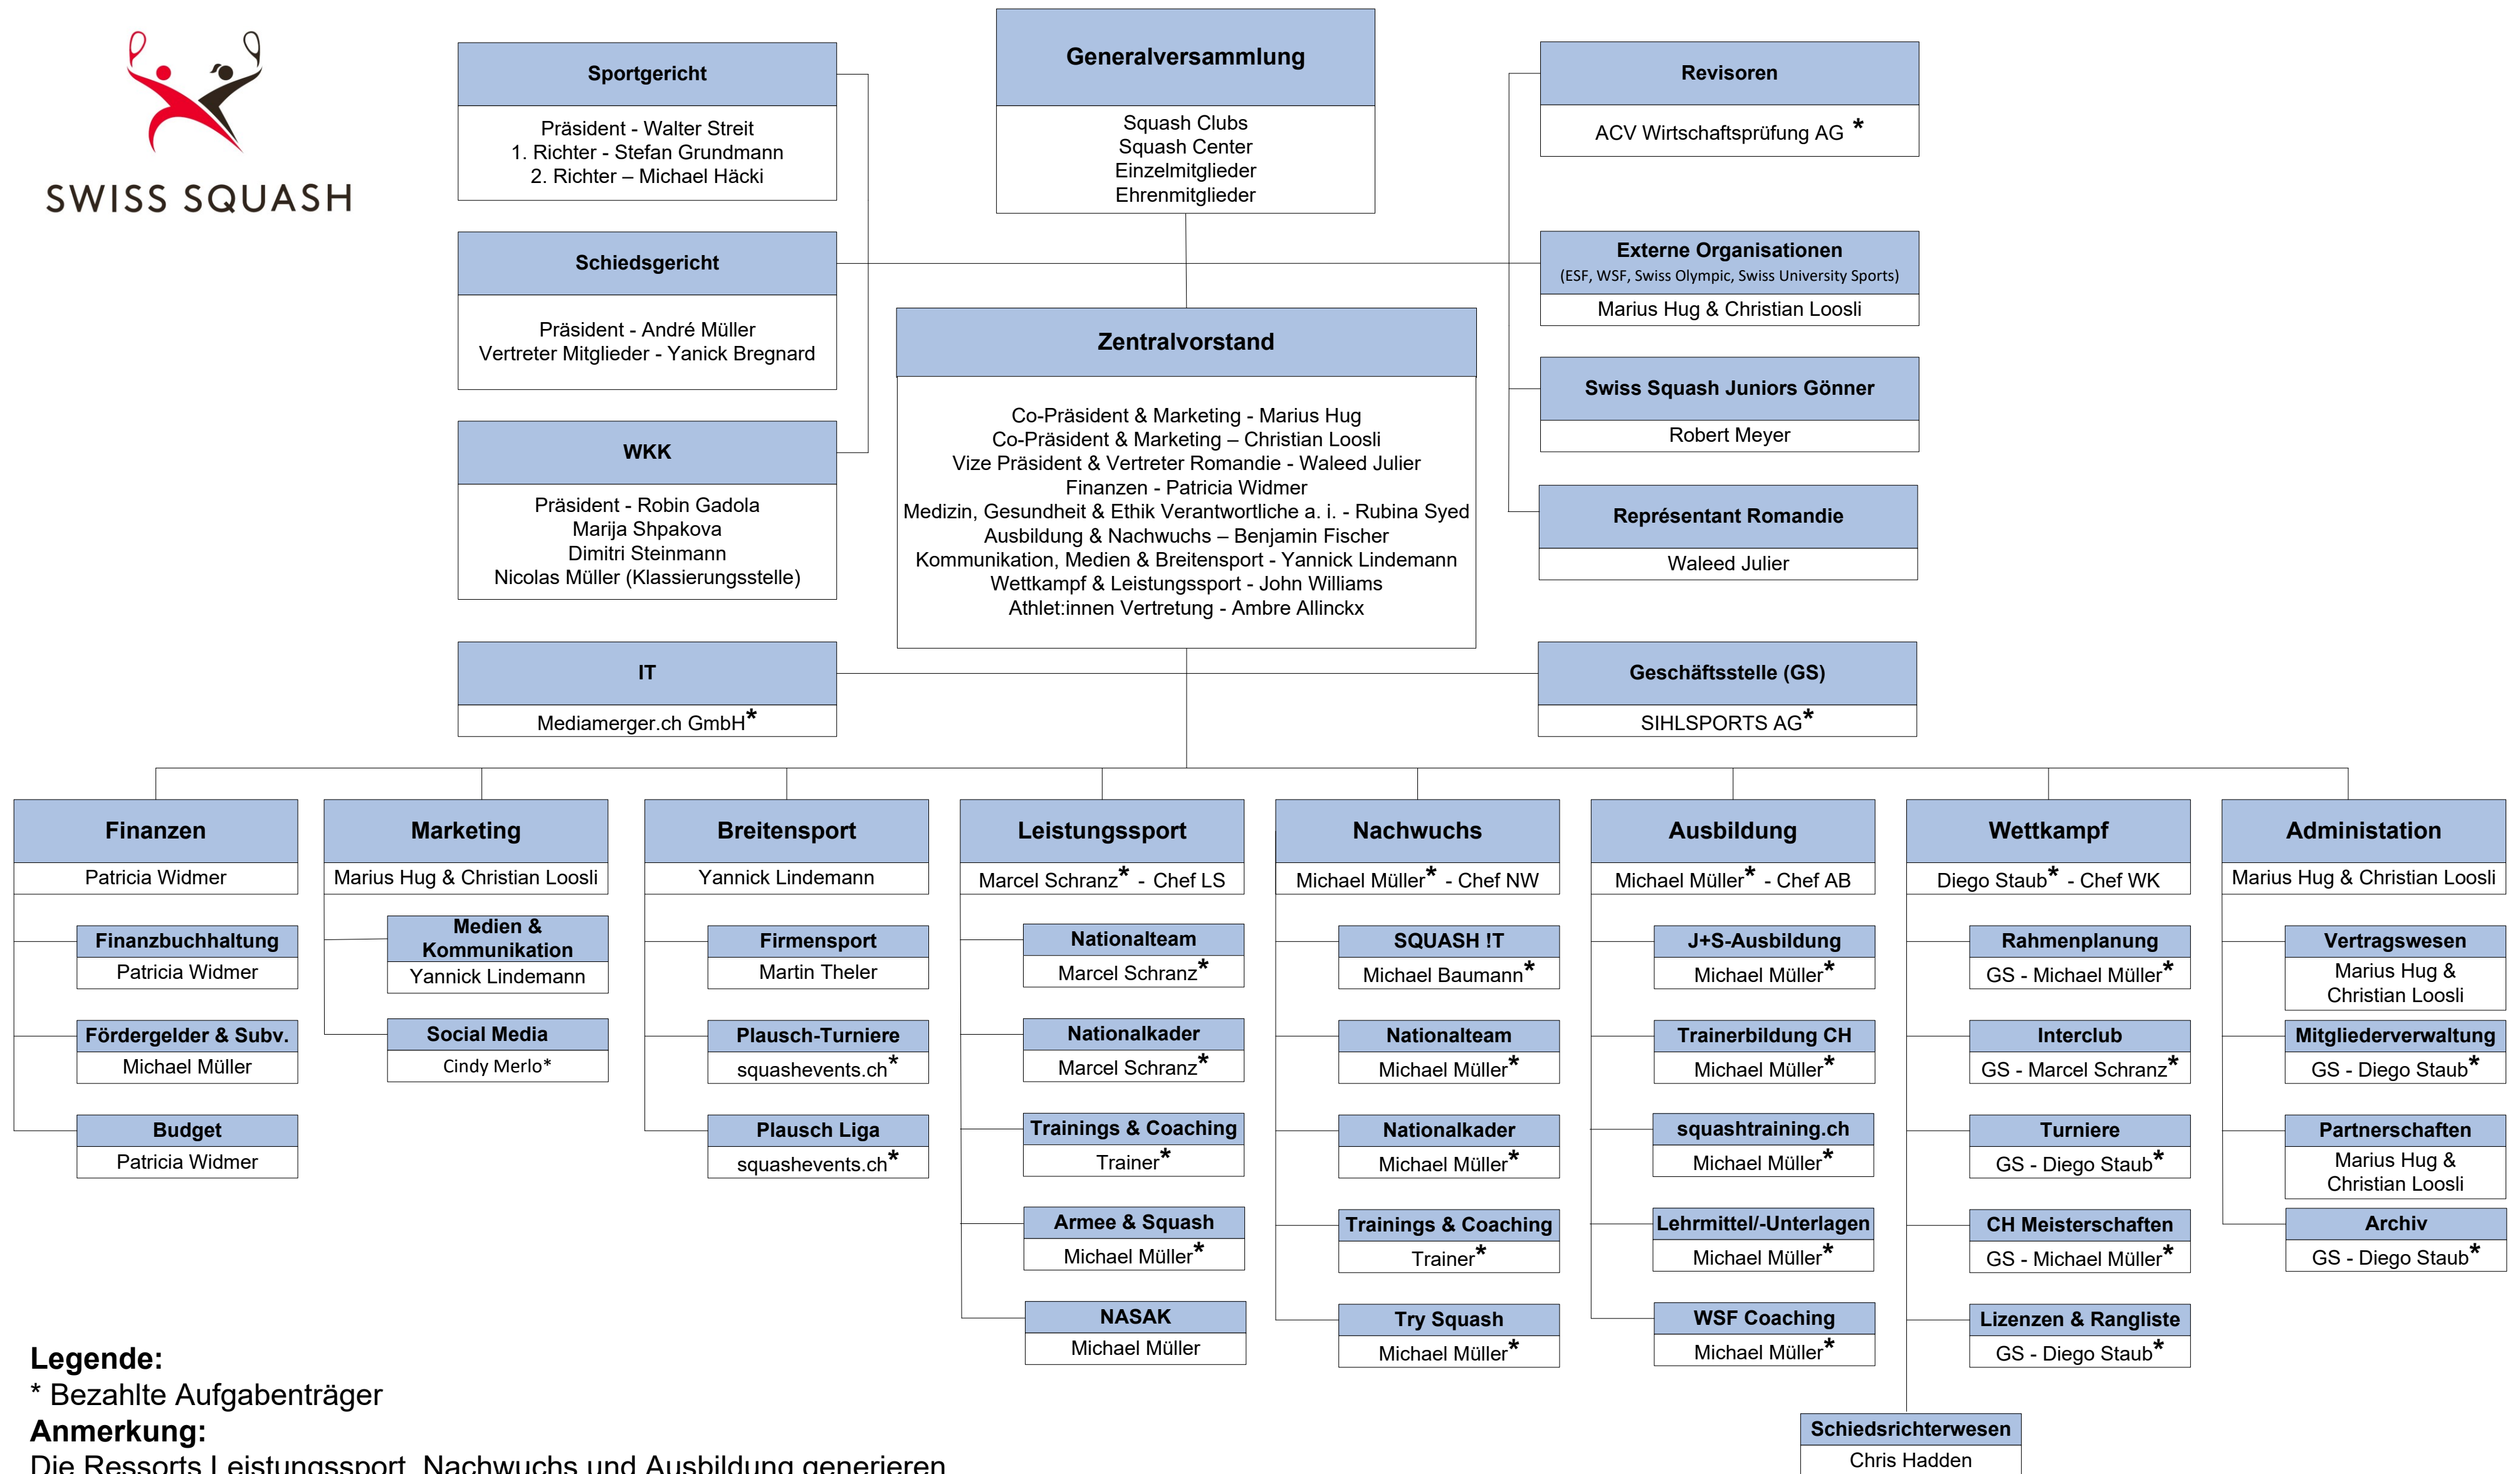 SWISS SQUASH
Sportgericht
Präsident - Walter Streit
1. Richter - Stefan Grundmann
2. Richter – Michael Häcki
Generalversammlung
Squash Clubs
Squash Center
Einzelmitglieder
Ehrenmitglieder
Revisoren
ACV Wirtschaftsprüfung AG *
Schiedsgericht
Präsident - André Müller
Vertreter Mitglieder - Yanick Bregnard
Externe Organisationen
(ESF, WSF, Swiss Olympic, Swiss University Sports)
Marius Hug & Christian Loosli
Zentralvorstand
Co-Präsident & Marketing - Marius Hug
Co-Präsident & Marketing – Christian Loosli
Vize Präsident & Vertreter Romandie - Waleed Julier
Finanzen - Patricia Widmer
Medizin, Gesundheit & Ethik Verantwortliche a. i. - Rubina Syed
Ausbildung & Nachwuchs – Benjamin Fischer
Kommunikation, Medien & Breitensport - Yannick Lindemann
Wettkampf & Leistungssport - John Williams
Athlet:innen Vertretung - Ambre Allinckx
Swiss Squash Juniors Gönner
Robert Meyer
WKK
Präsident - Robin Gadola
Marija Shpakova
Dimitri Steinmann
Nicolas Müller (Klassierungsstelle)
Représentant Romandie
Waleed Julier
IT
Mediamerger.ch GmbH*
Geschäftsstelle (GS)
SIHLSPORTS AG*
Finanzen
Patricia Widmer
Finanzbuchhaltung
Patricia Widmer
Fördergelder & Subv.
Michael Müller
Budget
Patricia Widmer
Marketing
Marius Hug & Christian Loosli
Medien &
Kommunikation
Yannick Lindemann
Social Media
Cindy Merlo*
Breitensport
Yannick Lindemann
Firmensport
Martin Theler
Plausch-Turniere
squashevents.ch*
Plausch Liga
squashevents.ch*
Leistungssport
Marcel Schranz* - Chef LS
Nationalteam
Marcel Schranz*
Nationalkader
Marcel Schranz*
Trainings & Coaching
Trainer*
Armee & Squash
Michael Müller*
NASAK
Michael Müller
Nachwuchs
Michael Müller* - Chef NW
SQUASH !T
Michael Baumann*
Nationalteam
Michael Müller*
Nationalkader
Michael Müller*
Trainings & Coaching
Trainer*
Try Squash
Michael Müller*
Ausbildung
Michael Müller* - Chef AB
J+S-Ausbildung
Michael Müller*
Trainerbildung CH
Michael Müller*
squashtraining.ch
Michael Müller*
Lehrmittel/-Unterlagen
Michael Müller*
WSF Coaching
Michael Müller*
Wettkampf
Diego Staub* - Chef WK
Rahmenplanung
GS - Michael Müller*
Interclub
GS - Marcel Schranz*
Turniere
GS - Diego Staub*
CH Meisterschaften
GS - Michael Müller*
Lizenzen & Rangliste
GS - Diego Staub*
Schiedsrichterwesen
Chris Hadden
Administation
Marius Hug & Christian Loosli
Vertragswesen
Marius Hug &
Christian Loosli
Mitgliederverwaltung
GS - Diego Staub*
Partnerschaften
Marius Hug &
Christian Loosli
Archiv
GS - Diego Staub*
Legende:
* Bezahlte Aufgabenträger
Anmerkung:
Die Ressorts Leistungssport, Nachwuchs und Ausbildung generieren